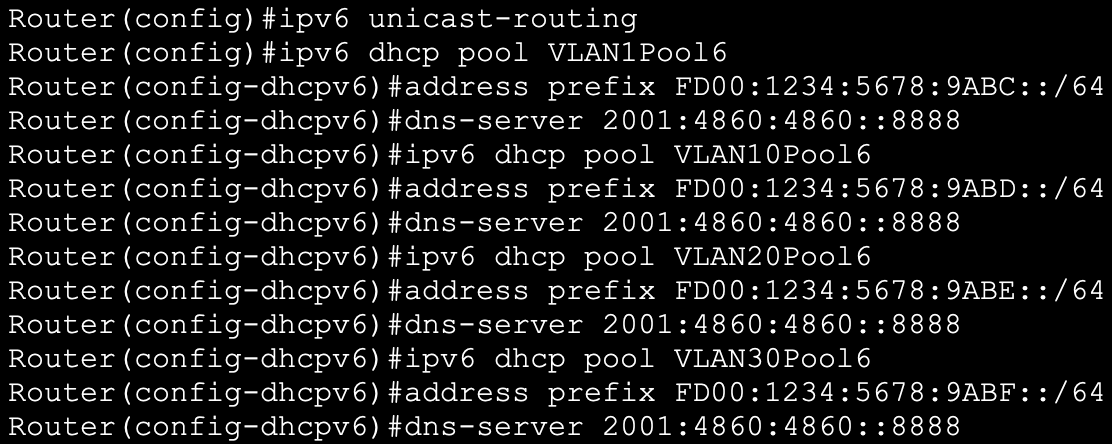 Router(config)#ipv6 unicast-routing
Router(config)#ipv6 dhcp pool VLAN1Pool6
Router(config-dhcpv6)#address prefix FD00:1234:5678:9ABC::/64
Router(config-dhcpv6)#dns-server 2001:4860:4860::8888
Router(config-dhcpv6)#ipv6 dhcp pool VLAN10Pool6
Router(config-dhcpv6)#address prefix FD00:1234:5678:9ABD::/64
Router(config-dhcpv6)#dns-server 2001:4860:4860::8888
Router(config-dhcpv6)#ipv6 dhcp pool VLAN20Pool6
Router(config-dhcpv6)#address prefix FD00:1234:5678:9ABE::/64
Router(config-dhcpv6)#dns-server 2001:4860:4860::8888
Router(config-dhcpv6)#ipv6 dhcp pool VLAN30Pool6
Router(config-dhcpv6)#address prefix FD00:1234:5678:9ABF::/64
Router(config-dhcpv6)#dns-server 2001:4860:4860::8888